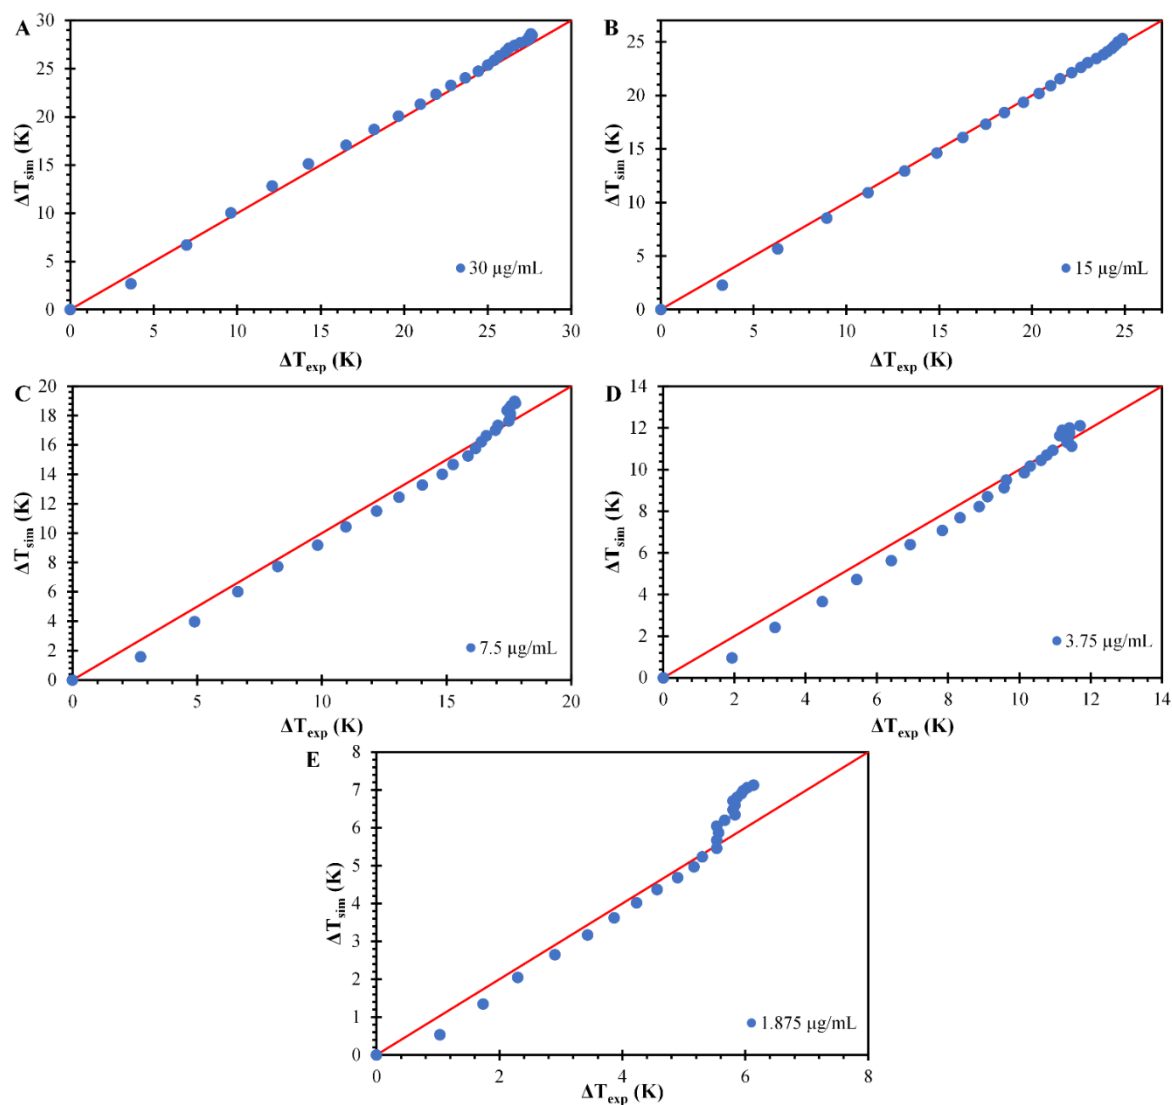 A
30
25
20
15
10
5
0
ΔTsim (K)
30 µg/mL
0 5 10 15 20 25 30
ΔTexp (K)
B
25
20
15
10
5
0
ΔTsim (K)
15 µg/mL
0 5 10 15 20 25
ΔTexp (K)
C
20
18
16
14
12
10
8
6
4
2
0
ΔTsim (K)
7.5 µg/mL
0 5 10 15 20
ΔTexp (K)
D
14
12
10
8
6
4
2
0
ΔTsim (K)
3.75 µg/mL
0 2 4 6 8 10 12 14
ΔTexp (K)
E
8
7
6
5
4
3
2
1
0
ΔTsim (K)
1.875 µg/mL
0 2 4 6 8
ΔTexp (K)